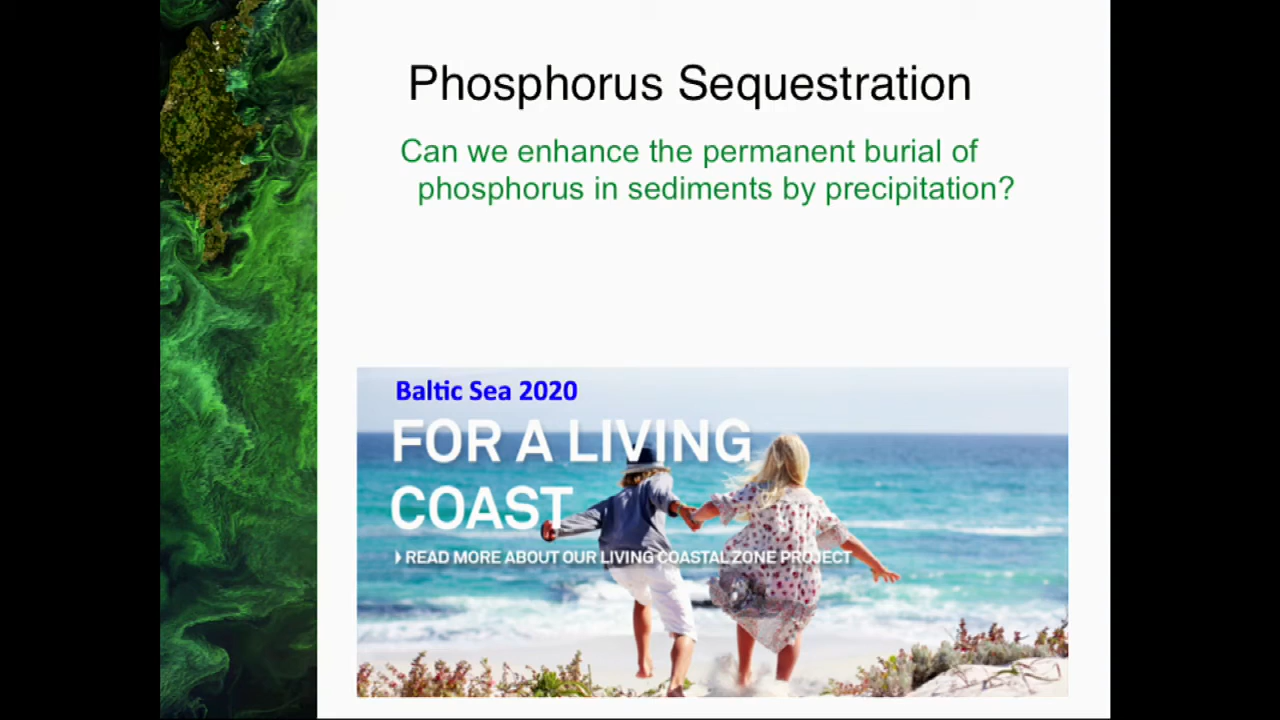 Phosphorus Sequestration
Can we enhance the permanent burial of
phosphorus in sediments by precipitation?
Baltic Sea 2020
FOR A LIVING
COAST
READ MORE ABOUT OUR LIVING COASTAL ZONE PROJECT